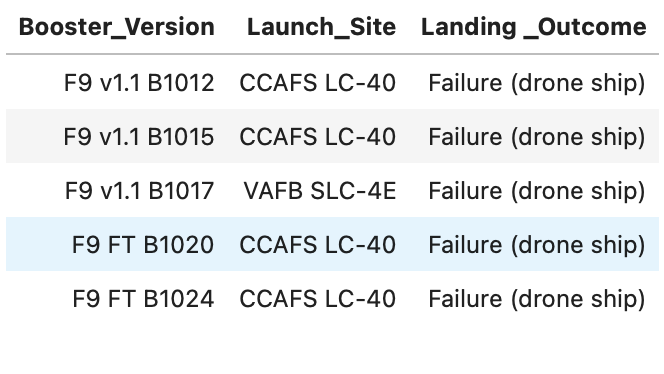 Booster_Version Launch_Site Landing _Outcome
F9 v1.1 B1012 CCAFS LC-40 Failure (drone ship)
F9 v1.1 B1015 CCAFS LC-40 Failure (drone ship)
F9 v1.1 B1017 VAFB SLC-4E Failure (drone ship)
F9 FT B1020 CCAFS LC-40 Failure (drone ship)
F9 FT B1024 CCAFS LC-40 Failure (drone ship)